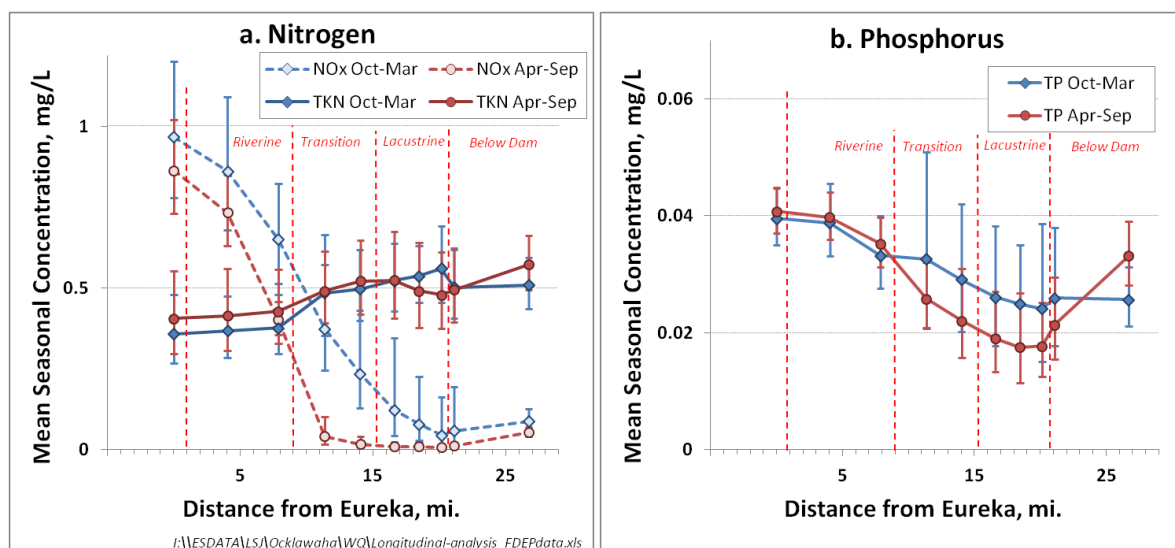 a. Nitrogen
NOx Oct-Mar
NOx Apr-Sep
TKN Oct-Mar
TKN Apr-Sep
Mean Seasonal Concentration, mg/L
1
0.5
0
Riverine
Transition
Lacustrine
Below Dam
5
15
25
Distance from Eureka, mi.
I:\\ESDATA\LSJ\Ocklawaha\WQ\Longitudinal-analysis_FDEPdata.xls
b. Phosphorus
TP Oct-Mar
TP Apr-Sep
Mean Seasonal Concentration, mg/L
0.06
0.04
0.02
0
Riverine
Transition
Lacustrine
Below Dam
5
15
25
Distance from Eureka, mi.